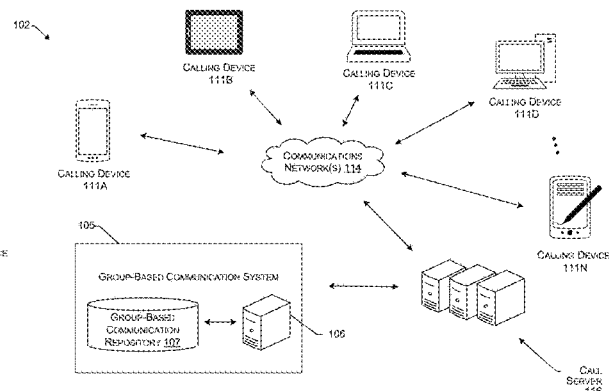 102
CALLING DEVICE
111B
CALLING DEVICE
111C
CALLING DEVICE
111D
CALLING DEVICE
111A
COMMUNICATIONS
NETWORK(S) 114
CALLING DEVICE
111N
105
GROUP-BASED COMMUNICATION SYSTEM
GROUP-BASED
COMMUNICATION
REPOSITORY 107
106
CALL
SERVER